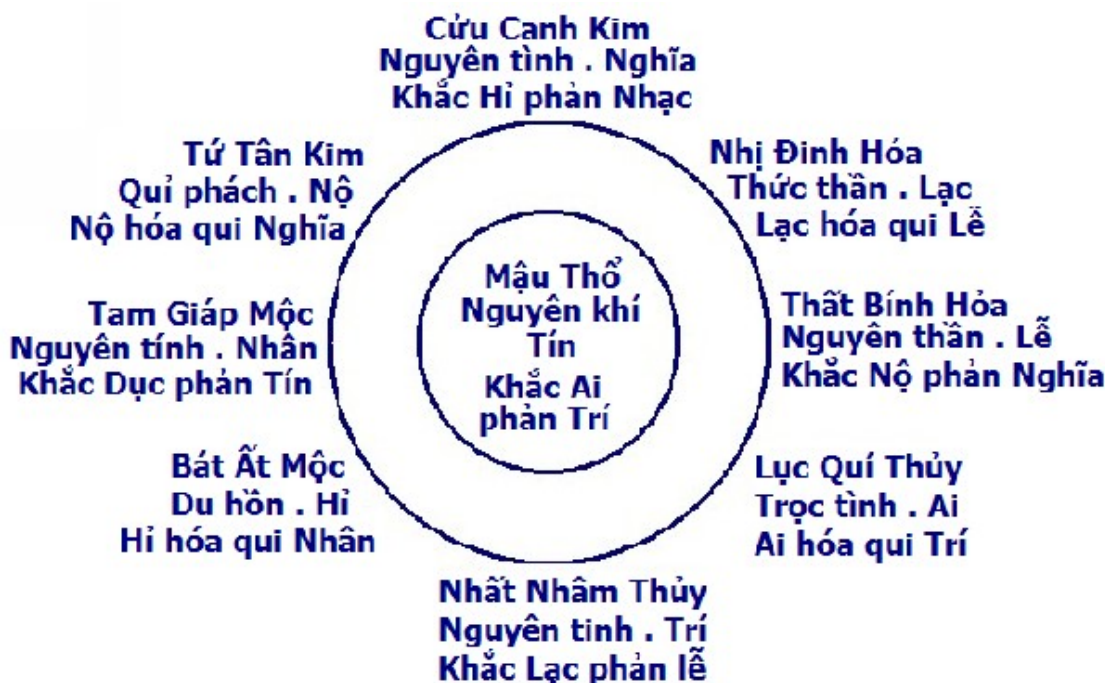 Cửu Canh Kim
Nguyên tình . Nghĩa
Khắc Hỉ phản Nhạc
Tứ Tân Kim
Quỉ phách . Nộ
Nộ hóa qui Nghĩa
Nhị Đinh Hóa
Thức thần . Lạc
Lạc hóa qui Lễ
Mậu Thổ
Nguyên khí
Tín
Khắc Ai
phản Trí
Tam Giáp Mộc
Nguyên tính . Nhân
Khắc Dục phản Tín
Thất Bính Hỏa
Nguyên thần . Lễ
Khắc Nộ phản Nghĩa
Bát Ất Mộc
Du hồn . Hỉ
Hỉ hóa qui Nhân
Lục Quí Thủy
Trọc tình . Ai
Ai hóa qui Trí
Nhất Nhâm Thủy
Nguyên tinh . Trí
Khắc Lạc phản lễ